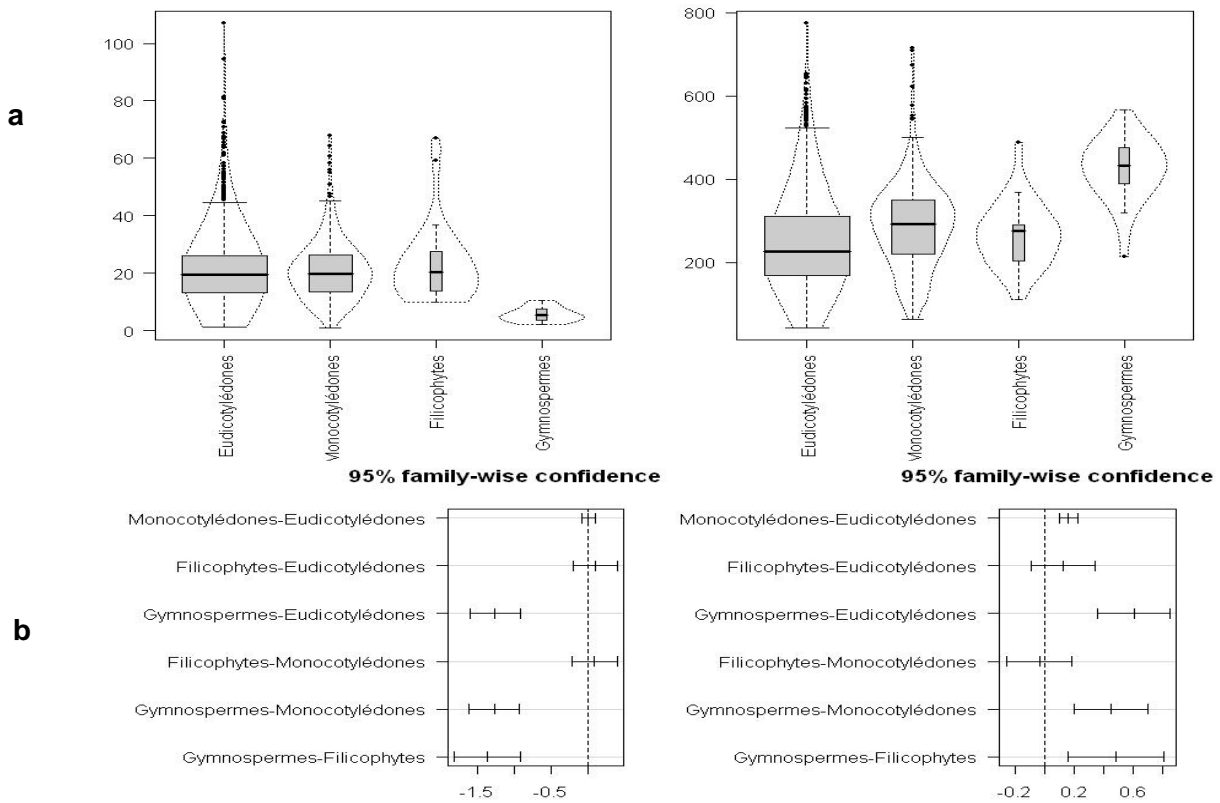 a
100
80
60
40
20
0
800
600
400
200
Eudicotylédones
Monocotylédones
Filicophytes
Gymnospermes
Eudicotylédones
Monocotylédones
Filicophytes
Gymnospermes
95% family-wise confidence
95% family-wise confidence
b
Monocotylédones-Eudicotylédones
Filicophytes-Eudicotylédones
Gymnospermes-Eudicotylédones
Filicophytes-Monocotylédones
Gymnospermes-Monocotylédones
Gymnospermes-Filicophytes
-1.5 -0.5
Monocotylédones-Eudicotylédones
Filicophytes-Eudicotylédones
Gymnospermes-Eudicotylédones
Filicophytes-Monocotylédones
Gymnospermes-Monocotylédones
Gymnospermes-Filicophytes
-0.2 0.2 0.6